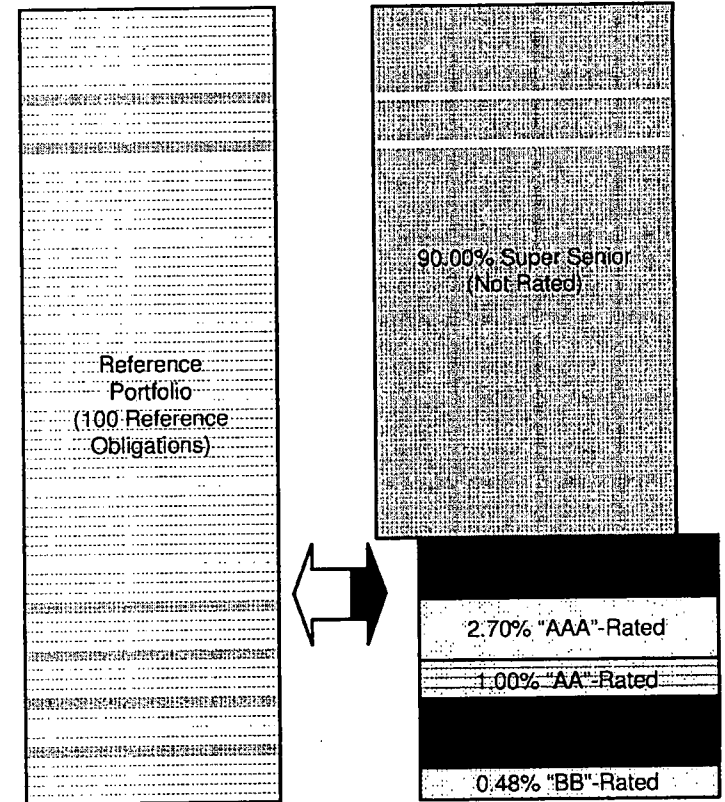 Reference
Portfolio
(100 Reference
Obligations)
90.00% Super Senior
(Not Rated)
2.70% "AAA"-Rated
1.00% "AA"-Rated
0.48% "BB"-Rated